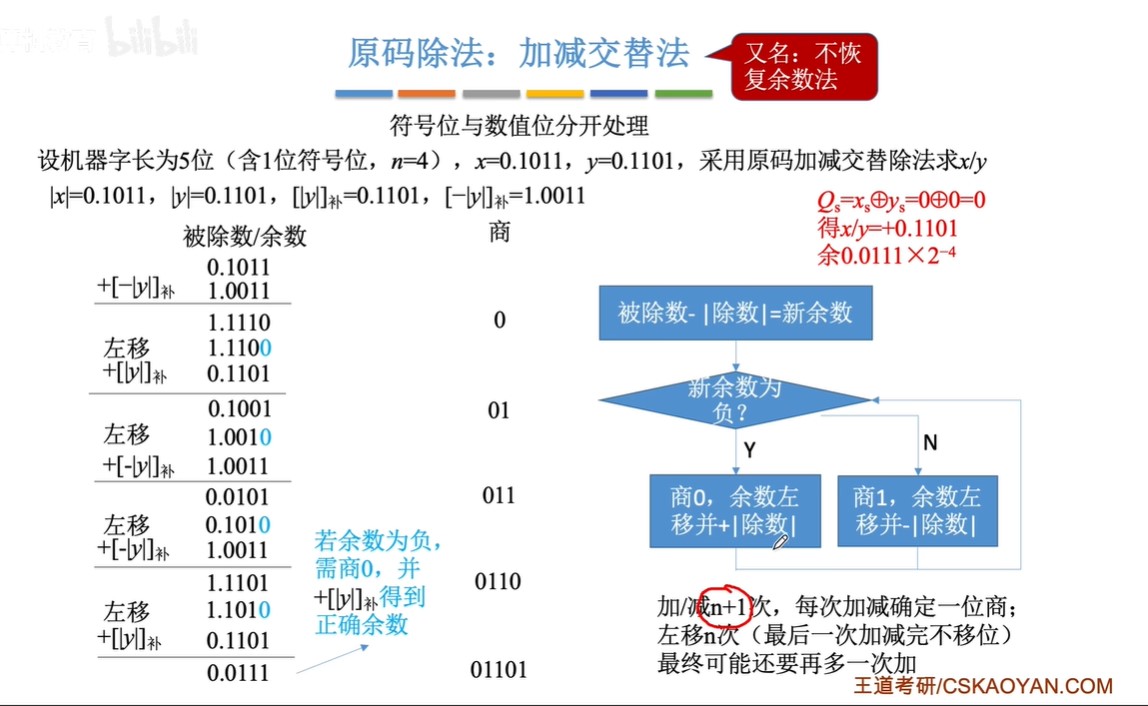 bilibili
原码除法：加减交替法
又名：不恢
复余数法
符号位与数值位分开处理
设机器字长为5位（含1位符号位，n=4），x=0.1011，y=0.1101，采用原码加减交替除法求x/y
|x|=0.1011，|y|=0.1101，[|y|]补=0.1101，[−|y|]补=1.0011
Qs=xs⊕ys=0⊕0=0
得x/y=+0.1101
余0.0111×2⁻⁴
被除数/余数 商
0.1011
+[−|y|]补 1.0011
1.1110 0
左移 1.1100
+[|y|]补 0.1101
0.1001 01
左移 1.0010
+[-|y|]补 1.0011
0.0101 011
左移 0.1010
+[-|y|]补 1.0011
1.1101 0110
左移 1.1010
+[|y|]补 0.1101
0.0111 01101
若余数为负，
需商0，并
+[|y|]补得到
正确余数
被除数- |除数|=新余数
新余数为
负？
Y
N
商0，余数左
移并+|除数|
商1，余数左
移并-|除数|
加/减n+1次，每次加减确定一位商；
左移n次（最后一次加减完不移位）
最终可能还要再多一次加
王道考研/CSKAOYAN.COM